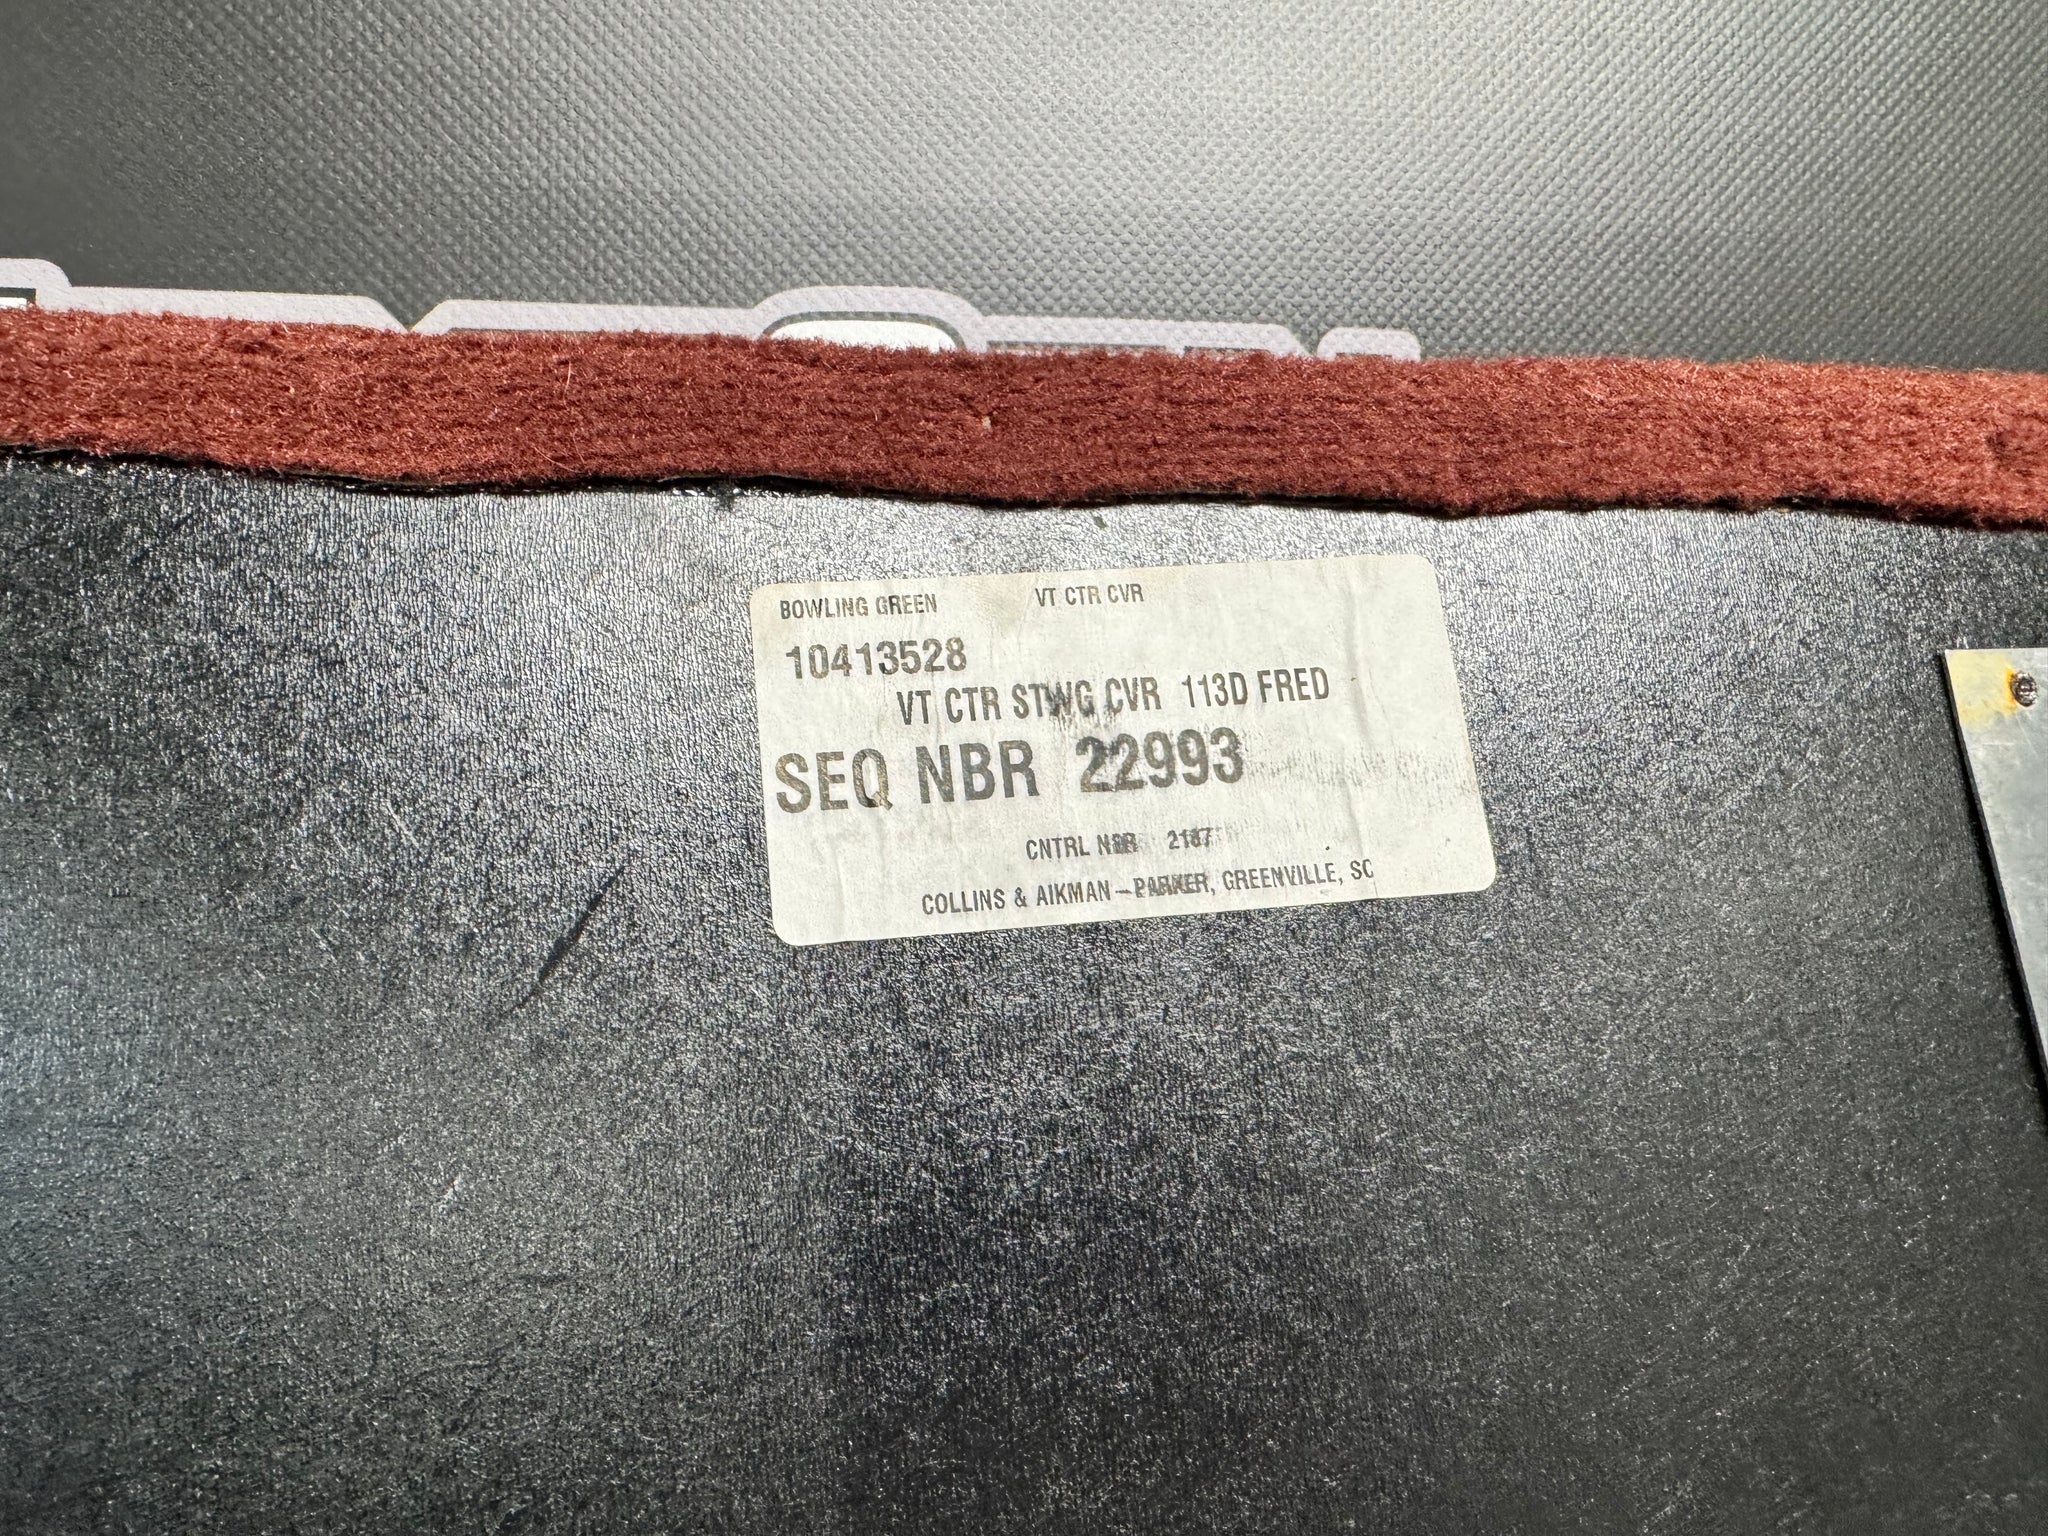 BOWLING GREEN VT CTR CVR
10413528
VT CTR STWG CVR 113D FRED
SEQ NBR 22993
CNTRL NBR 2187
COLLINS & AIKMAN – PARKER, GREENVILLE, SC